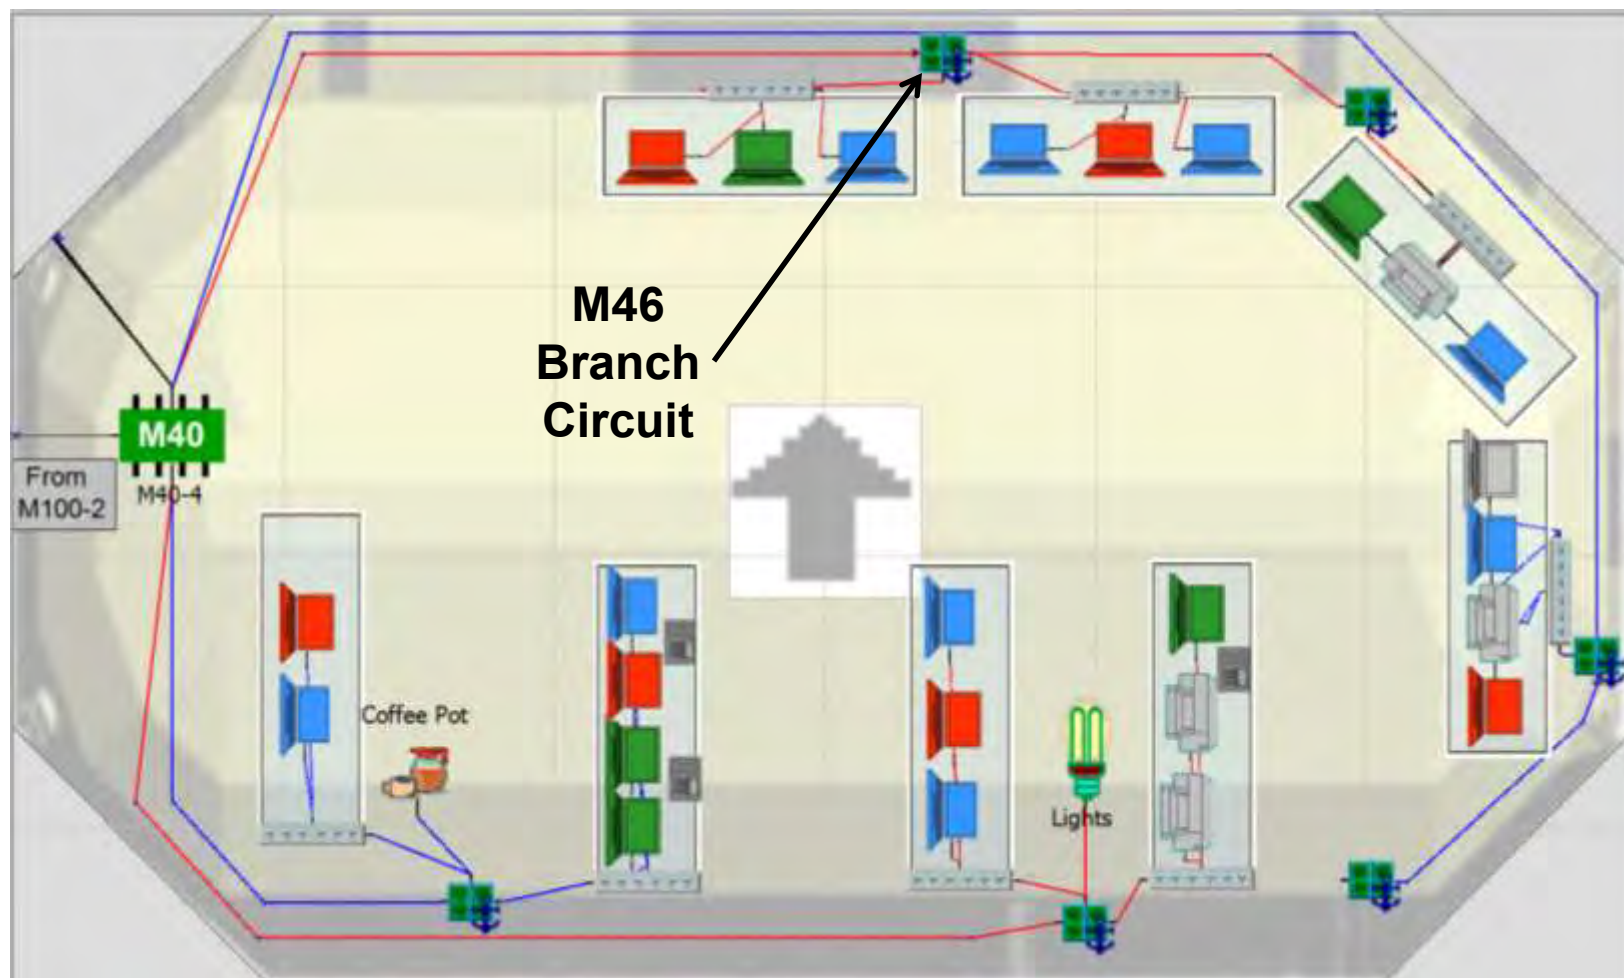 M46
Branch
Circuit
M40
M40-4
From
M100-2
Coffee Pot
Lights